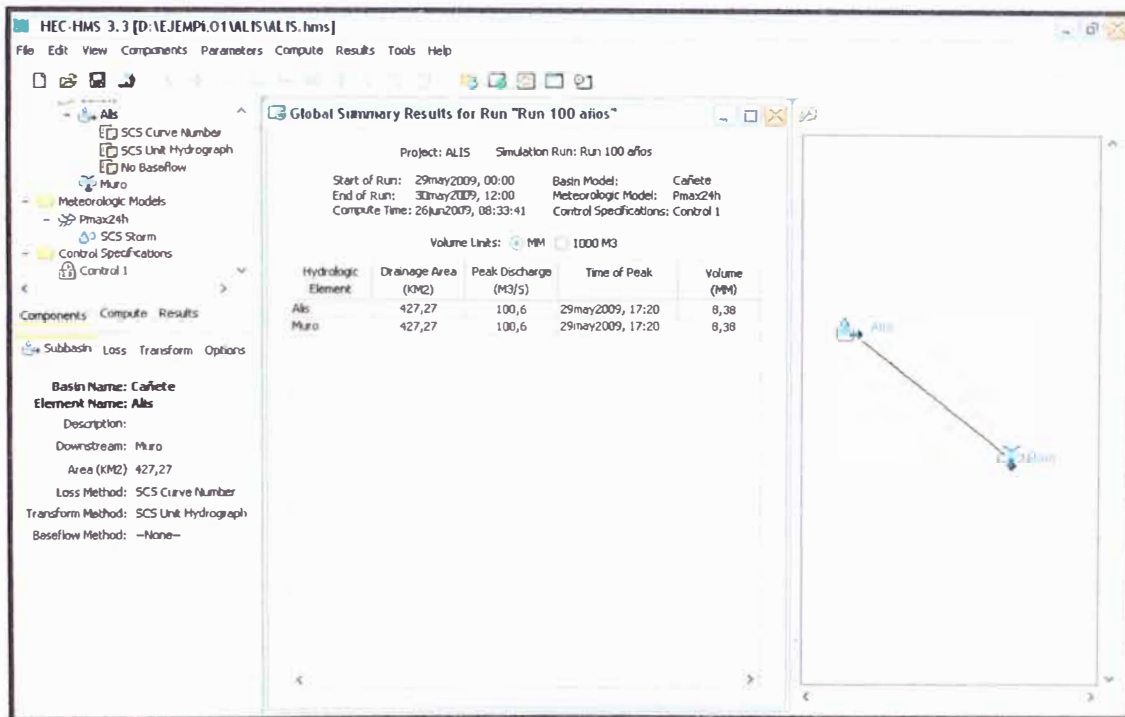 HEC-HMS 3.3 [D:\EJEMPL01\ALIS\ALIS.hms]
File Edit View Components Parameters Compute Results Tools Help
Alis
SCS Curve Number
SCS Unit Hydrograph
No Baseflow
Muro
Meteorologic Models
Pmax24h
SCS Storm
Control Specifications
Control 1
Components Compute Results
Subbasin Loss Transform Options
Basin Name: Cañete
Element Name: Alis
Description:
Downstream: Muro
Area (KM2) 427,27
Loss Method: SCS Curve Number
Transform Method: SCS Unit Hydrograph
Baseflow Method: --None--
Global Summary Results for Run "Run 100 años"
Project: ALIS Simulation Run: Run 100 años
Start of Run: 29may2009, 00:00 Basin Model: Cañete
End of Run: 30may2009, 12:00 Meteorologic Model: Pmax24h
Compute Time: 26jun2009, 08:33:41 Control Specifications: Control 1
Volume Units: MM 1000 M3
Hydrologic Drainage Area Peak Discharge Time of Peak Volume
Element (KM2) (M3/S) (MM)
Alis 427,27 100,6 29may2009, 17:20 8,38
Muro 427,27 100,6 29may2009, 17:20 8,38
Alis